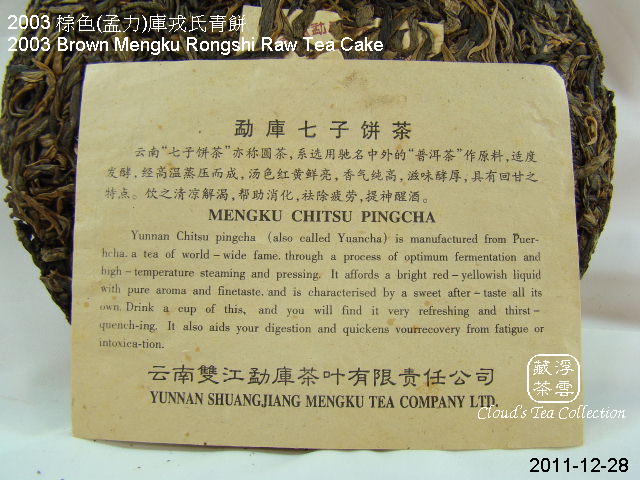 2003 棕色(孟力)庫戎氏青餅
2003 Brown Mengku Rongshi Raw Tea Cake
勐庫七子饼茶
云南“七子饼茶”亦称圆茶，系选用驰名中外的“普洱茶”作原料，适度
发酵，经高温蒸压而成，汤色红黄鲜亮，香气纯高，滋味醇厚，具有回甘之
特点。饮之清凉解渴，帮助消化，祛除疲劳，提神醒酒。
MENGKU CHITSU PINGCHA
Yunnan Chitsu pingcha (also called Yuancha) is manufactured from Puer-
hcha. a tea of world－wide fame. through a process of optimum fermentation and
high－temperature steaming and pressing. It affords a bright red－yellowish liquid
with pure aroma and finetaste. and is characterised by a sweet after－taste all its
own. Drink a cup of this, and you will find it very refreshing and thirst－
quench-ing. It also aids your digestion and quickens vourrecovery from fatigue or
intoxica-tion.
云南雙江勐庫茶叶有限责任公司
YUNNAN SHUANGJIANG MENGKU TEA COMPANY LTD.
浮雲藏茶
Cloud's Tea Collection
2011-12-28